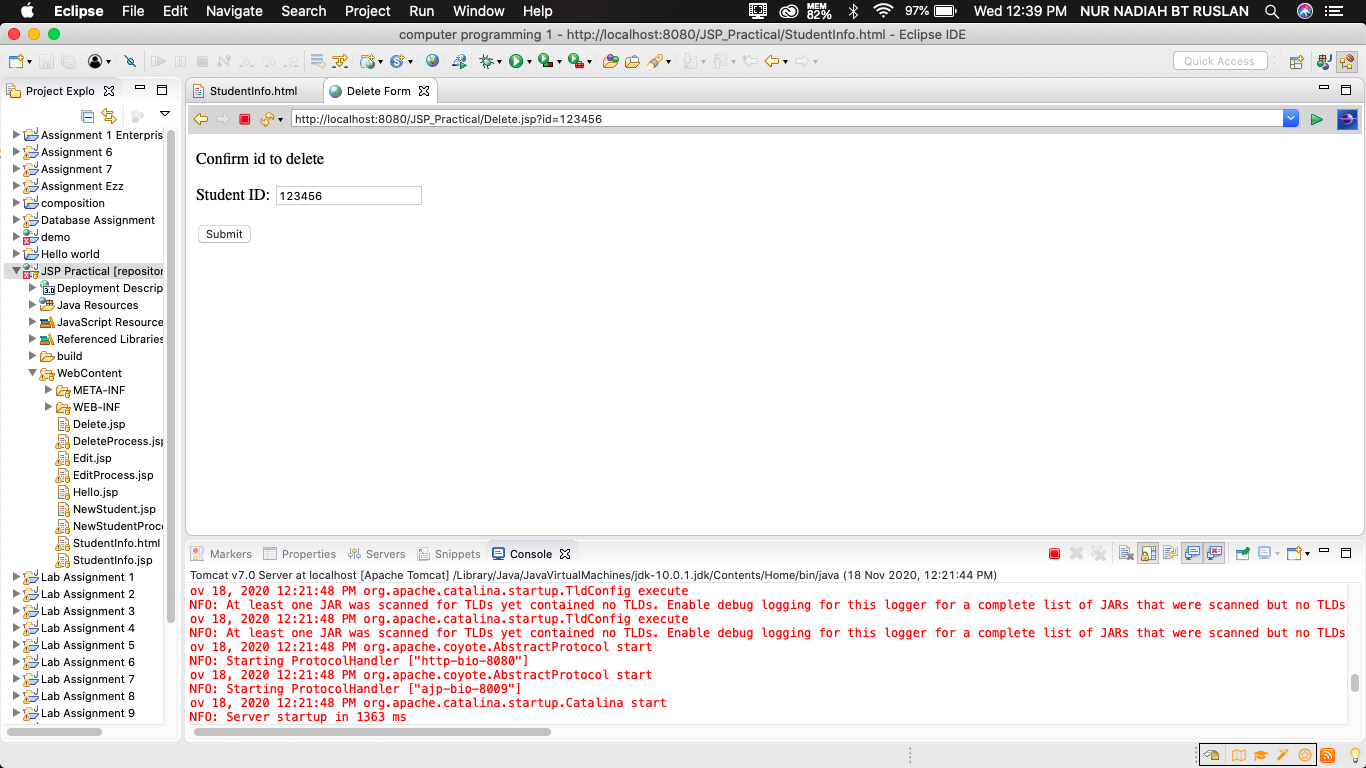 Eclipse File Edit Navigate Search Project Run Window Help MEM 82% 97% Wed 12:39 PM NUR NADIAH BT RUSLAN
computer programming 1 - http://localhost:8080/JSP_Practical/StudentInfo.html - Eclipse IDE
Quick Access
Project Explo
StudentInfo.html Delete Form
http://localhost:8080/JSP_Practical/Delete.jsp?id=123456
Assignment 1 Enterpris
Assignment 6
Assignment 7
Assignment Ezz
composition
Database Assignment
demo
Hello world
JSP Practical [repositor
Deployment Descrip
Java Resources
JavaScript Resource
Referenced Libraries
build
WebContent
META-INF
WEB-INF
Delete.jsp
DeleteProcess.jsp
Edit.jsp
EditProcess.jsp
Hello.jsp
NewStudent.jsp
NewStudentProc
StudentInfo.html
StudentInfo.jsp
Lab Assignment 1
Lab Assignment 2
Lab Assignment 3
Lab Assignment 4
Lab Assignment 5
Lab Assignment 6
Lab Assignment 7
Lab Assignment 8
Lab Assignment 9
Confirm id to delete
Student ID: 123456
Submit
Markers Properties Servers Snippets Console
Tomcat v7.0 Server at localhost [Apache Tomcat] /Library/Java/JavaVirtualMachines/jdk-10.0.1.jdk/Contents/Home/bin/java (18 Nov 2020, 12:21:44 PM)
ov 18, 2020 12:21:48 PM org.apache.catalina.startup.TldConfig execute
NFO: At least one JAR was scanned for TLDs yet contained no TLDs. Enable debug logging for this logger for a complete list of JARs that were scanned but no TLDs
ov 18, 2020 12:21:48 PM org.apache.catalina.startup.TldConfig execute
NFO: At least one JAR was scanned for TLDs yet contained no TLDs. Enable debug logging for this logger for a complete list of JARs that were scanned but no TLDs
ov 18, 2020 12:21:48 PM org.apache.coyote.AbstractProtocol start
NFO: Starting ProtocolHandler ["http-bio-8080"]
ov 18, 2020 12:21:48 PM org.apache.coyote.AbstractProtocol start
NFO: Starting ProtocolHandler ["ajp-bio-8009"]
ov 18, 2020 12:21:48 PM org.apache.catalina.startup.Catalina start
NFO: Server startup in 1363 ms